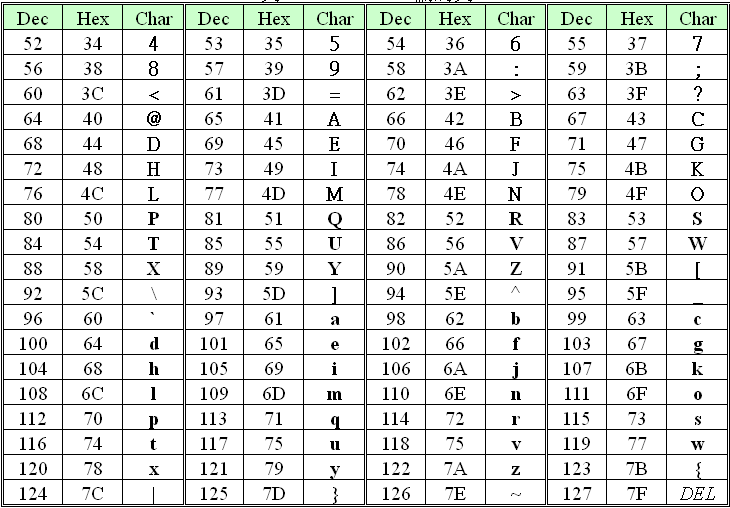 Dec Hex Char Dec Hex Char Dec Hex Char Dec Hex Char
52 34 4 53 35 5 54 36 6 55 37 7
56 38 8 57 39 9 58 3A : 59 3B ;
60 3C < 61 3D = 62 3E > 63 3F ?
64 40 @ 65 41 A 66 42 B 67 43 C
68 44 D 69 45 E 70 46 F 71 47 G
72 48 H 73 49 I 74 4A J 75 4B K
76 4C L 77 4D M 78 4E N 79 4F O
80 50 P 81 51 Q 82 52 R 83 53 S
84 54 T 85 55 U 86 56 V 87 57 W
88 58 X 89 59 Y 90 5A Z 91 5B [
92 5C \ 93 5D ] 94 5E ^ 95 5F _
96 60 ` 97 61 a 98 62 b 99 63 c
100 64 d 101 65 e 102 66 f 103 67 g
104 68 h 105 69 i 106 6A j 107 6B k
108 6C l 109 6D m 110 6E n 111 6F o
112 70 p 113 71 q 114 72 r 115 73 s
116 74 t 117 75 u 118 75 v 119 77 w
120 78 x 121 79 y 122 7A z 123 7B {
124 7C | 125 7D } 126 7E ~ 127 7F DEL